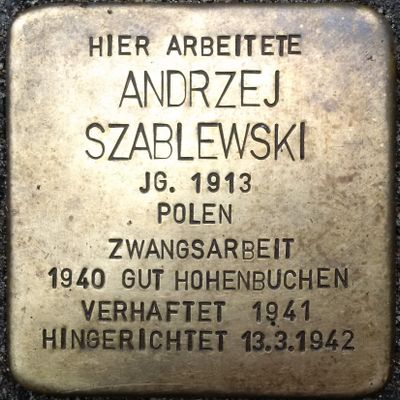 HIER ARBEITETE
ANDRZEJ
SZABLEWSKI
JG. 1913
POLEN
ZWANGSARBEIT
1940 GUT HOHENBUCHEN
VERHAFTET 1941
HINGERICHTET 13.3.1942